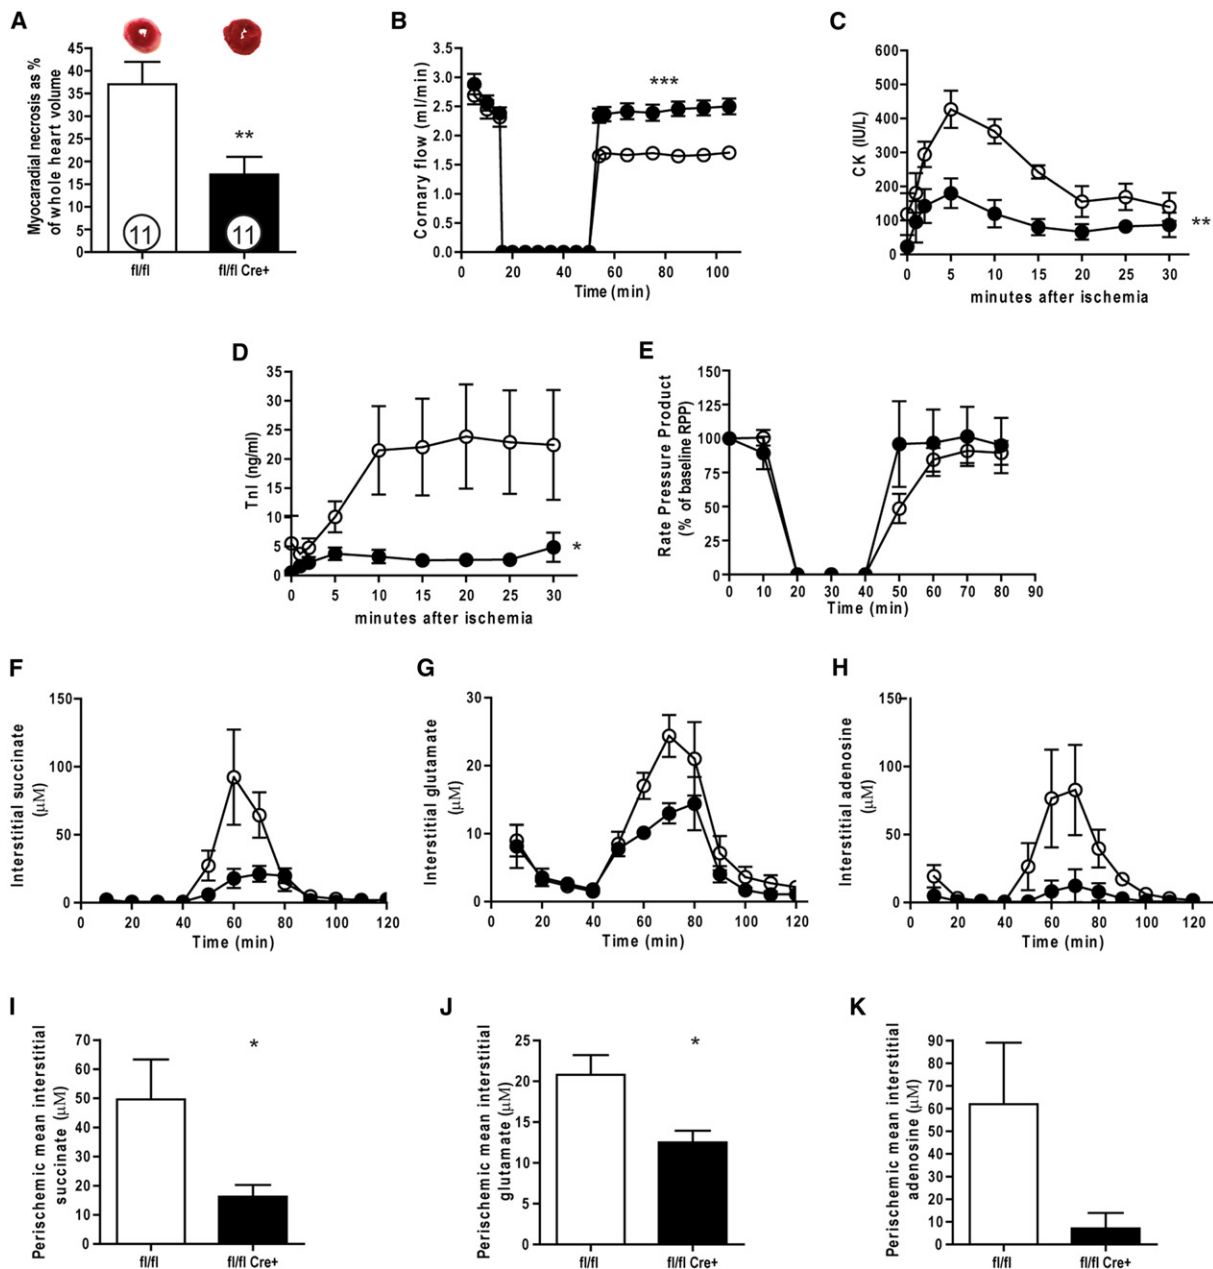 A
Myocaradial necrosis as %
of whole heart volume
45
40
35
30
25
20
15
10
5
0
**
11
11
fl/fl
fl/fl Cre+
B
Cornary flow (ml/min)
3.5
3.0
2.5
2.0
1.5
1.0
0.5
0.0
***
0 20 40 60 80 100
Time (min)
C
CK (IU/L)
600
500
400
300
200
100
0
**
0 5 10 15 20 25 30
minutes after ischemia
D
TnI (ng/ml)
35
30
25
20
15
10
5
0
*
0 5 10 15 20 25 30
minutes after ischemia
E
Rate Pressure Product
(% of baseline RPP)
150
125
100
75
50
25
0
0 10 20 30 40 50 60 70 80 90
Time (min)
F
Interstitial succinate
(μM)
150
100
50
0
0 20 40 60 80 100 120
Time (min)
G
Interstitial glutamate
(μM)
30
20
10
0
0 20 40 60 80 100 120
Time (min)
H
Interstitial adenosine
(μM)
150
100
50
0
0 20 40 60 80 100 120
Time (min)
I
Perischemic mean interstitial
succinate (μM)
70
60
50
40
30
20
10
0
*
fl/fl
fl/fl Cre+
J
Perischemic mean interstitial
glutamate (μM)
25
20
15
10
5
0
*
fl/fl
fl/fl Cre+
K
Perischemic mean interstitial
adenosine (μM)
90
80
70
60
50
40
30
20
10
0
fl/fl
fl/fl Cre+